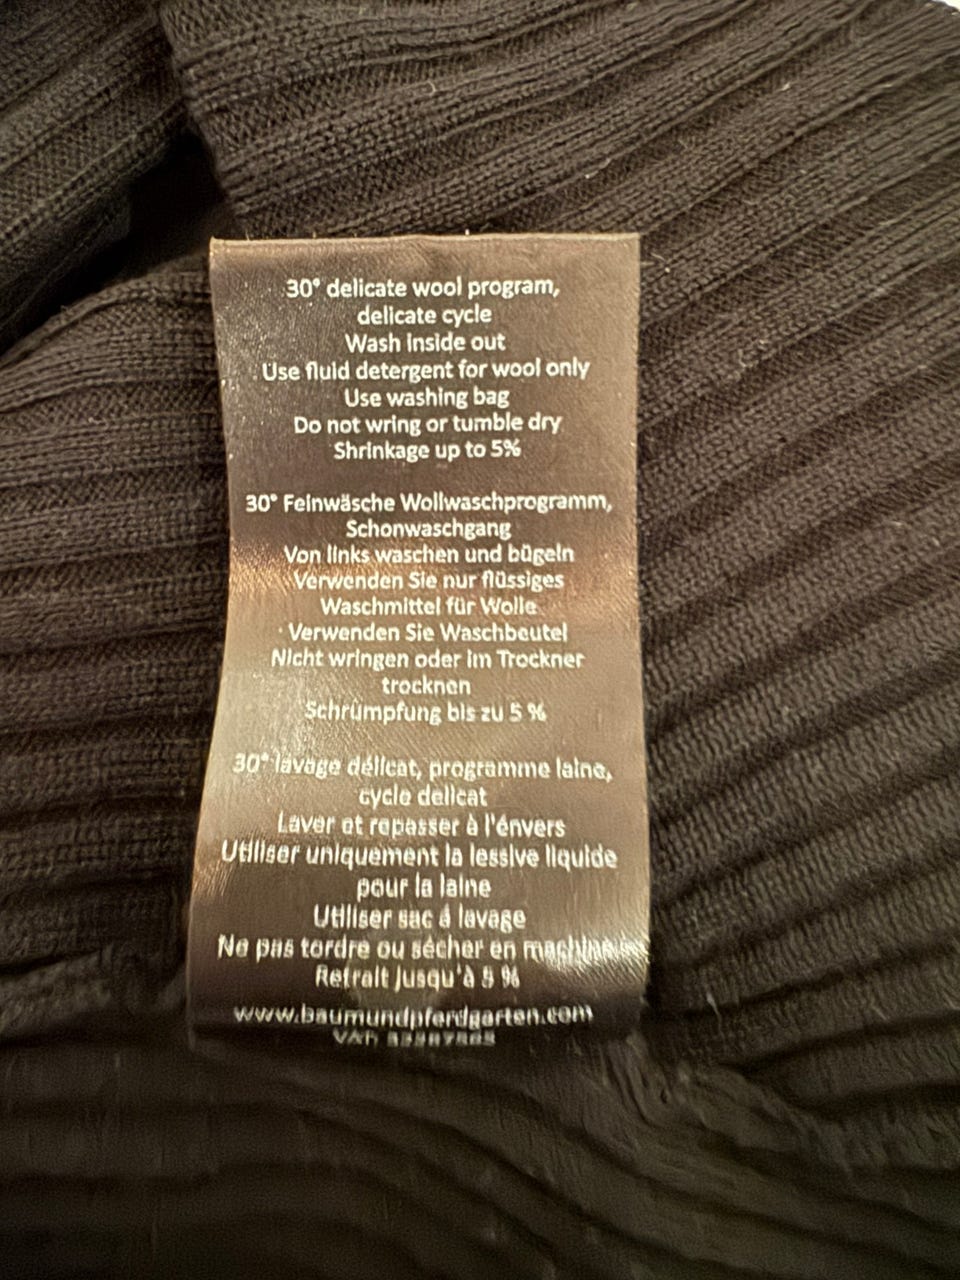 30° delicate wool program,
delicate cycle
Wash inside out
Use fluid detergent for wool only
Use washing bag
Do not wring or tumble dry
Shrinkage up to 5%
30° Feinwäsche Wollwaschprogramm,
Schonwaschgang
Von links waschen und bügeln
Verwenden Sie nur flüssiges
Waschmittel für Wolle
Verwenden Sie Waschbeutel
Nicht wringen oder im Trockner
trocknen
Schrümpfung bis zu 5 %
30° lavage délicat, programme laine,
cycle delicat
Laver et repasser à l'énvers
Utiliser uniquement la lessive liquide
pour la laine
Utiliser sac á lavage
Ne pas tordre ou sécher en machine
Retrait jusqu'à 5 %
www.baumundpferdgarten.com